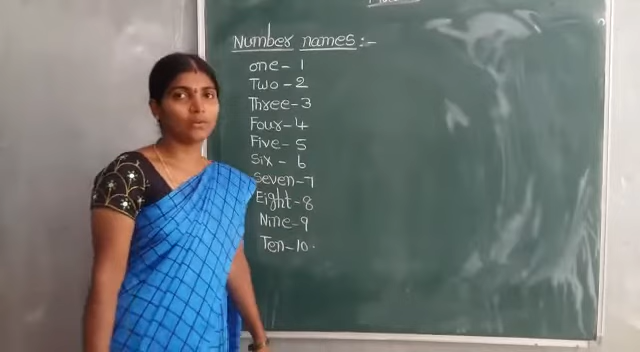 Number names:-
one- 1
Two - 2
Three-3
Four-4
Five- 5
Six - 6
Seven-7
Eight-8
Nine-9
Ten-10.